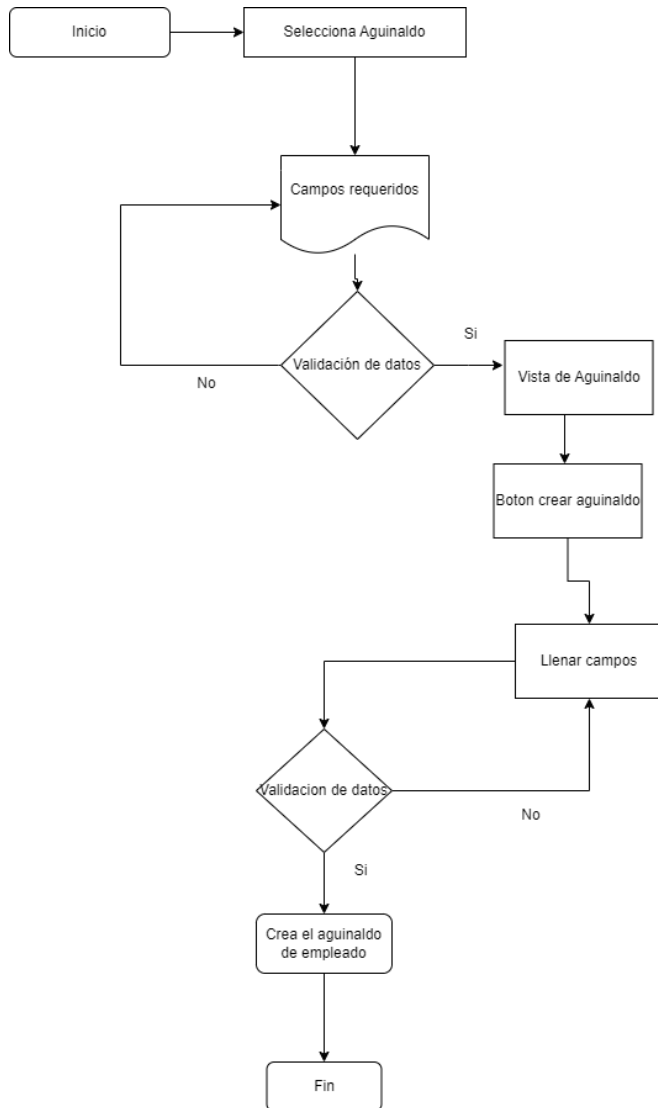 Inicio
Selecciona Aguinaldo
Campos requeridos
Validación de datos
Si
No
Vista de Aguinaldo
Boton crear aguinaldo
Llenar campos
Validacion de datos
No
Si
Crea el aguinaldo
de empleado
Fin